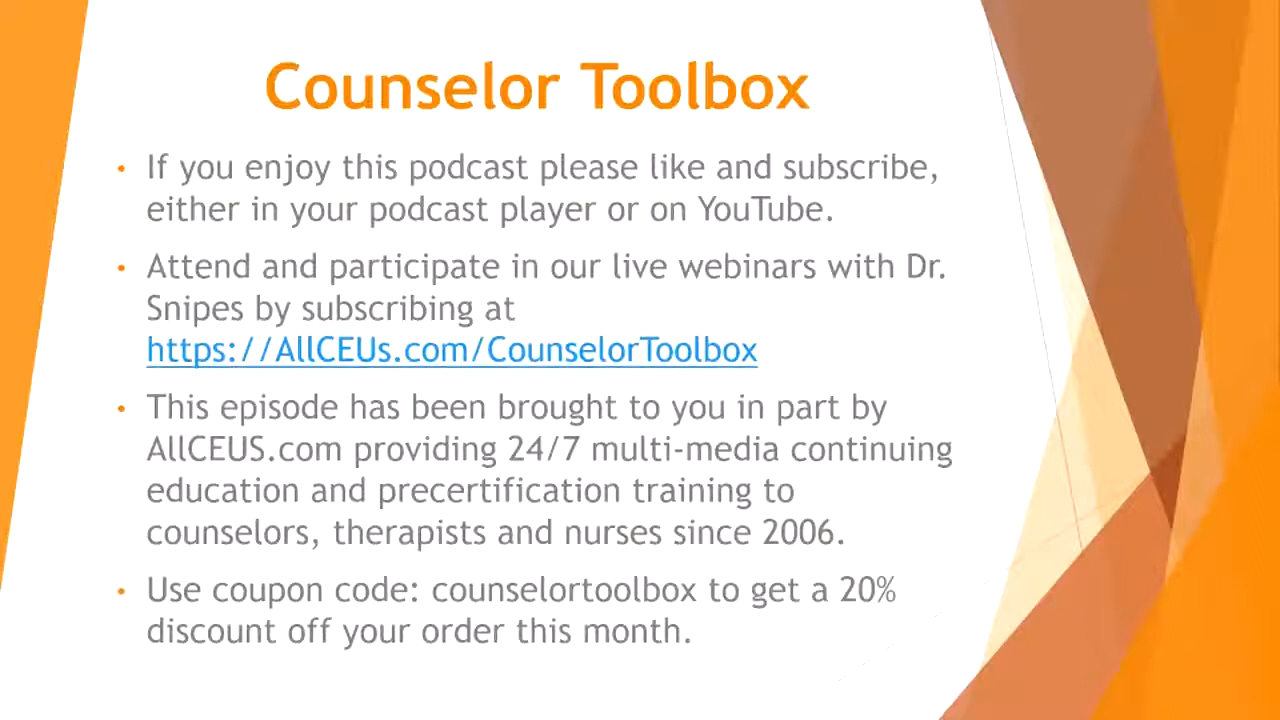 Counselor Toolbox
• If you enjoy this podcast please like and subscribe,
either in your podcast player or on YouTube.
• Attend and participate in our live webinars with Dr.
Snipes by subscribing at
https://AllCEUs.com/CounselorToolbox
• This episode has been brought to you in part by
AllCEUS.com providing 24/7 multi-media continuing
education and precertification training to
counselors, therapists and nurses since 2006.
• Use coupon code: counselortoolbox to get a 20%
discount off your order this month.